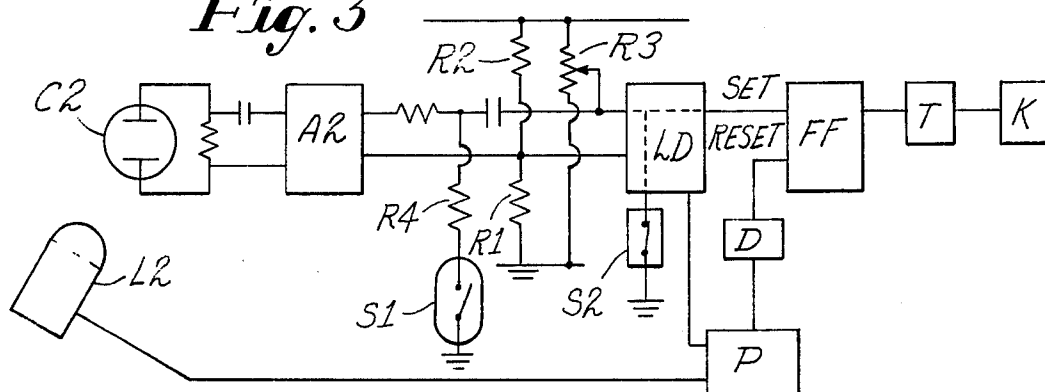 Fig. 3
R2
R3
C2
A2
SET
RESET
LD
FF
T
K
R4
R1
D
L2
S1
S2
P